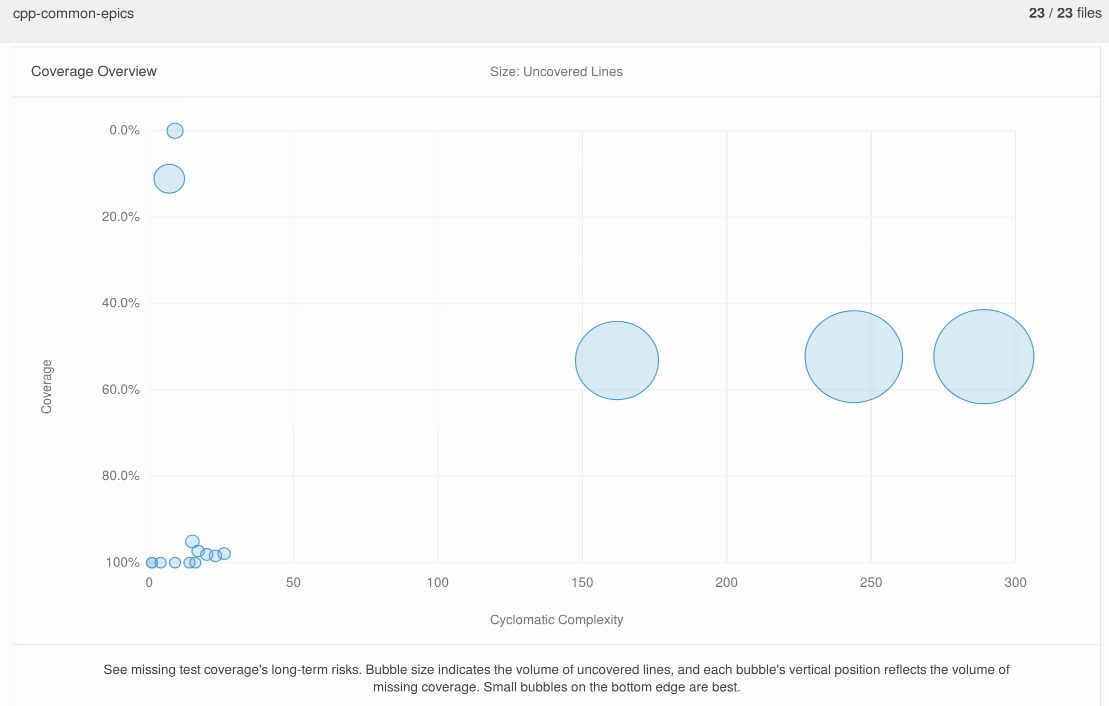 cpp-common-epics
23 / 23 files
Coverage Overview
Size: Uncovered Lines
0.0%
20.0%
40.0%
60.0%
80.0%
100%
Coverage
0
50
100
150
200
250
300
Cyclomatic Complexity
See missing test coverage's long-term risks. Bubble size indicates the volume of uncovered lines, and each bubble's vertical position reflects the volume of
missing coverage. Small bubbles on the bottom edge are best.